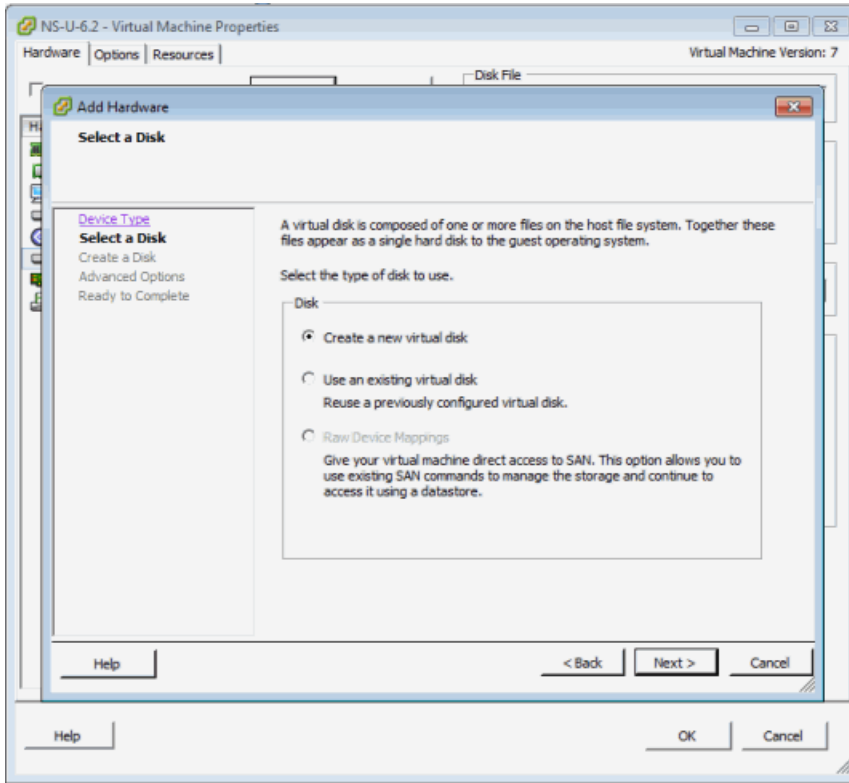 NS-U-6.2 - Virtual Machine Properties
Hardware Options Resources
Virtual Machine Version: 7
Disk File
Add Hardware
Select a Disk
Device Type
Select a Disk
Create a Disk
Advanced Options
Ready to Complete
A virtual disk is composed of one or more files on the host file system. Together these
files appear as a single hard disk to the guest operating system.
Select the type of disk to use.
Disk
Create a new virtual disk
Use an existing virtual disk
Reuse a previously configured virtual disk.
Raw Device Mappings
Give your virtual machine direct access to SAN. This option allows you to
use existing SAN commands to manage the storage and continue to
access it using a datastore.
Help
< Back
Next >
Cancel
Help
OK
Cancel